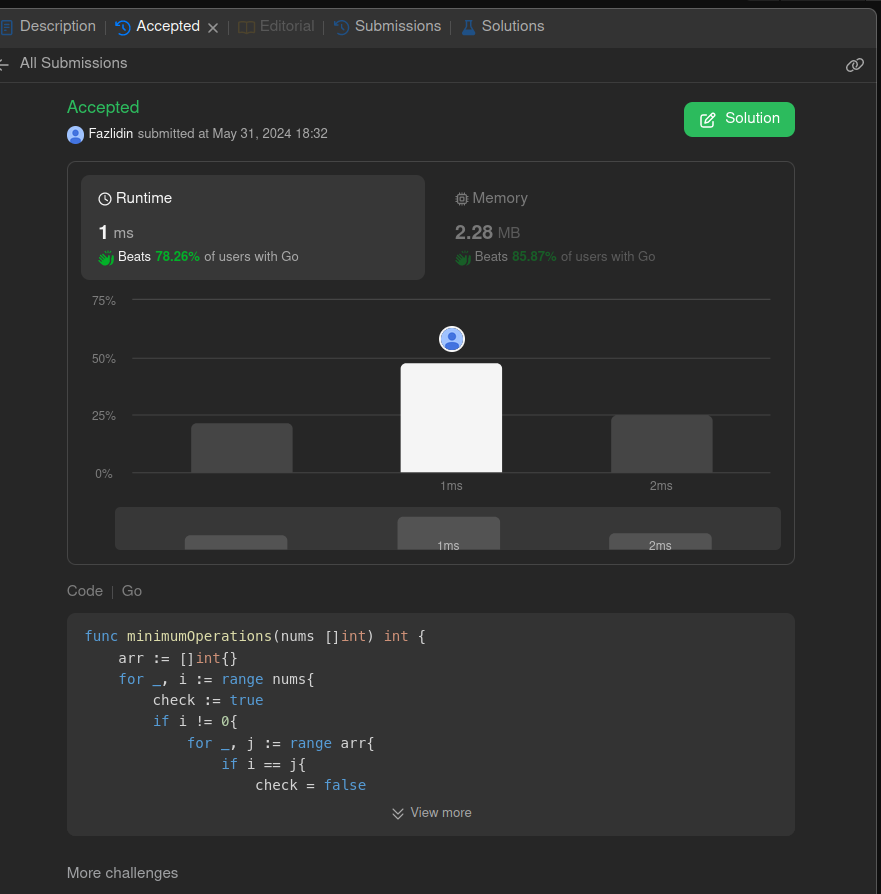 Description | Accepted × | Editorial | Submissions | Solutions
All Submissions
Accepted
Fazlidin submitted at May 31, 2024 18:32
Solution
Runtime
1 ms
Beats 78.26% of users with Go
Memory
2.28 MB
Beats 85.87% of users with Go
75%
50%
25%
0%
1ms 2ms
1ms 2ms
Code | Go
func minimumOperations(nums []int) int {
    arr := []int{}
    for _, i := range nums{
        check := true
        if i != 0{
            for _, j := range arr{
                if i == j{
                    check = false
View more
More challenges